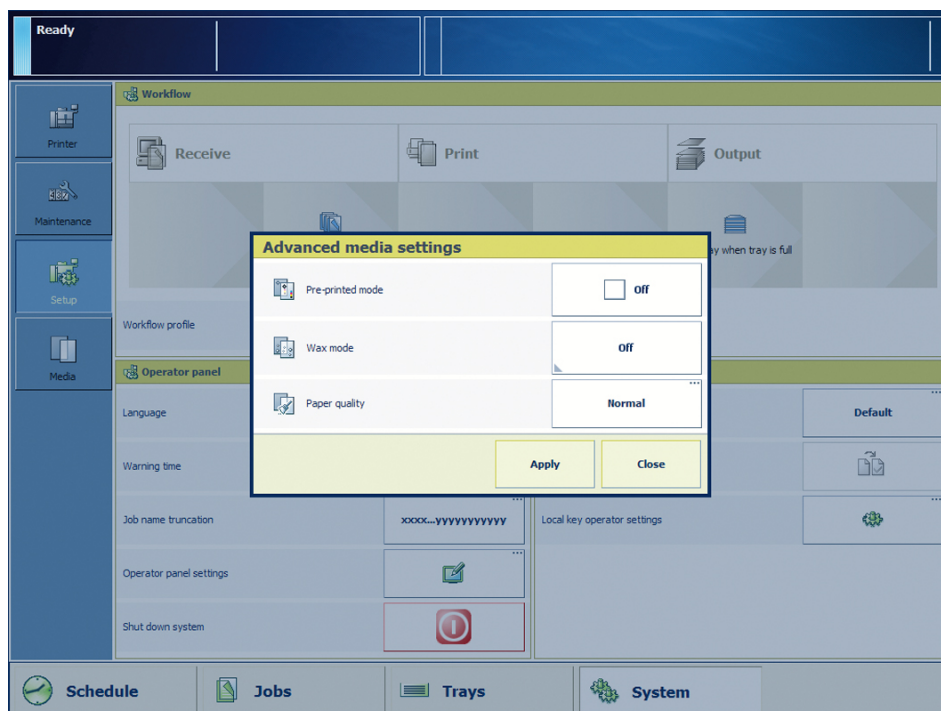 Ready
Workflow
Printer
Receive
Print
Output
Maintenance
ay when tray is full
Advanced media settings
Pre-printed mode
Off
Setup
Workflow profile
Wax mode
Off
Media
Operator panel
Paper quality
Normal
Language
Default
Warning time
Apply
Close
Job name truncation
xxxx...yyyyyyyyyyy
Local key operator settings
Operator panel settings
Shut down system
Schedule
Jobs
Trays
System